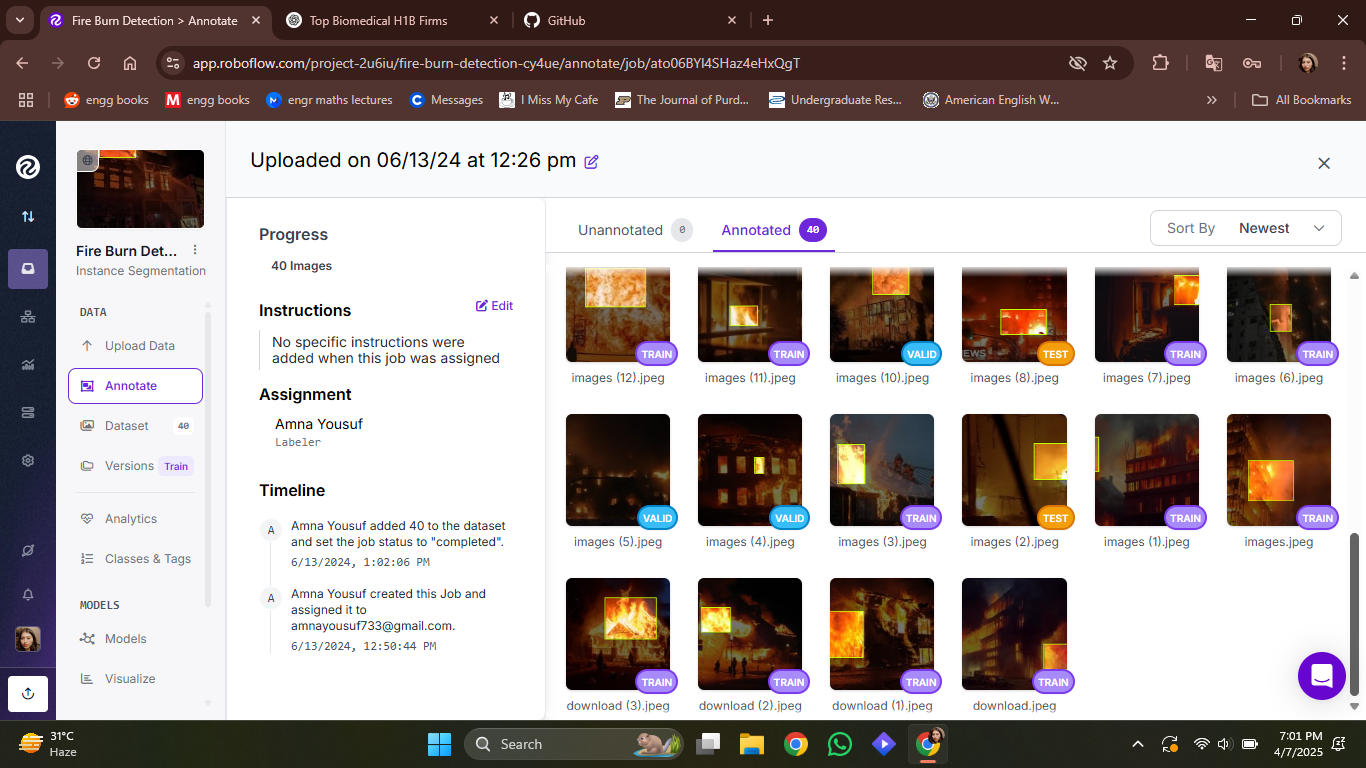 Fire Burn Detection > Annotate
Top Biomedical H1B Firms
GitHub
app.roboflow.com/project-2u6iu/fire-burn-detection-cy4ue/annotate/job/ato06BYI4SHaz4eHxQgT
engg books
engg books
engr maths lectures
Messages
I Miss My Cafe
The Journal of Purd...
Undergraduate Res...
American English W...
»
All Bookmarks
Uploaded on 06/13/24 at 12:26 pm
Fire Burn Det...
Instance Segmentation
DATA
Upload Data
Annotate
Dataset
40
Versions
Train
Analytics
Classes & Tags
MODELS
Models
Visualize
Progress
40 Images
Instructions
Edit
No specific instructions were
added when this job was assigned
Assignment
Amna Yousuf
Labeler
Timeline
A
Amna Yousuf added 40 to the dataset
and set the job status to "completed".
6/13/2024, 1:02:06 PM
A
Amna Yousuf created this Job and
assigned it to
amnayousuf733@gmail.com.
6/13/2024, 12:50:44 PM
Unannotated
0
Annotated
40
Sort By
Newest
TRAIN
TRAIN
VALID
NEWS
TEST
TRAIN
TRAIN
images (12).jpeg
images (11).jpeg
images (10).jpeg
images (8).jpeg
images (7).jpeg
images (6).jpeg
VALID
VALID
TRAIN
TEST
TRAIN
TRAIN
images (5).jpeg
images (4).jpeg
images (3).jpeg
images (2).jpeg
images (1).jpeg
images.jpeg
TRAIN
TRAIN
TRAIN
TRAIN
download (3).jpeg
download (2).jpeg
download (1).jpeg
download.jpeg
31°C
Haze
Search
7:01 PM
4/7/2025